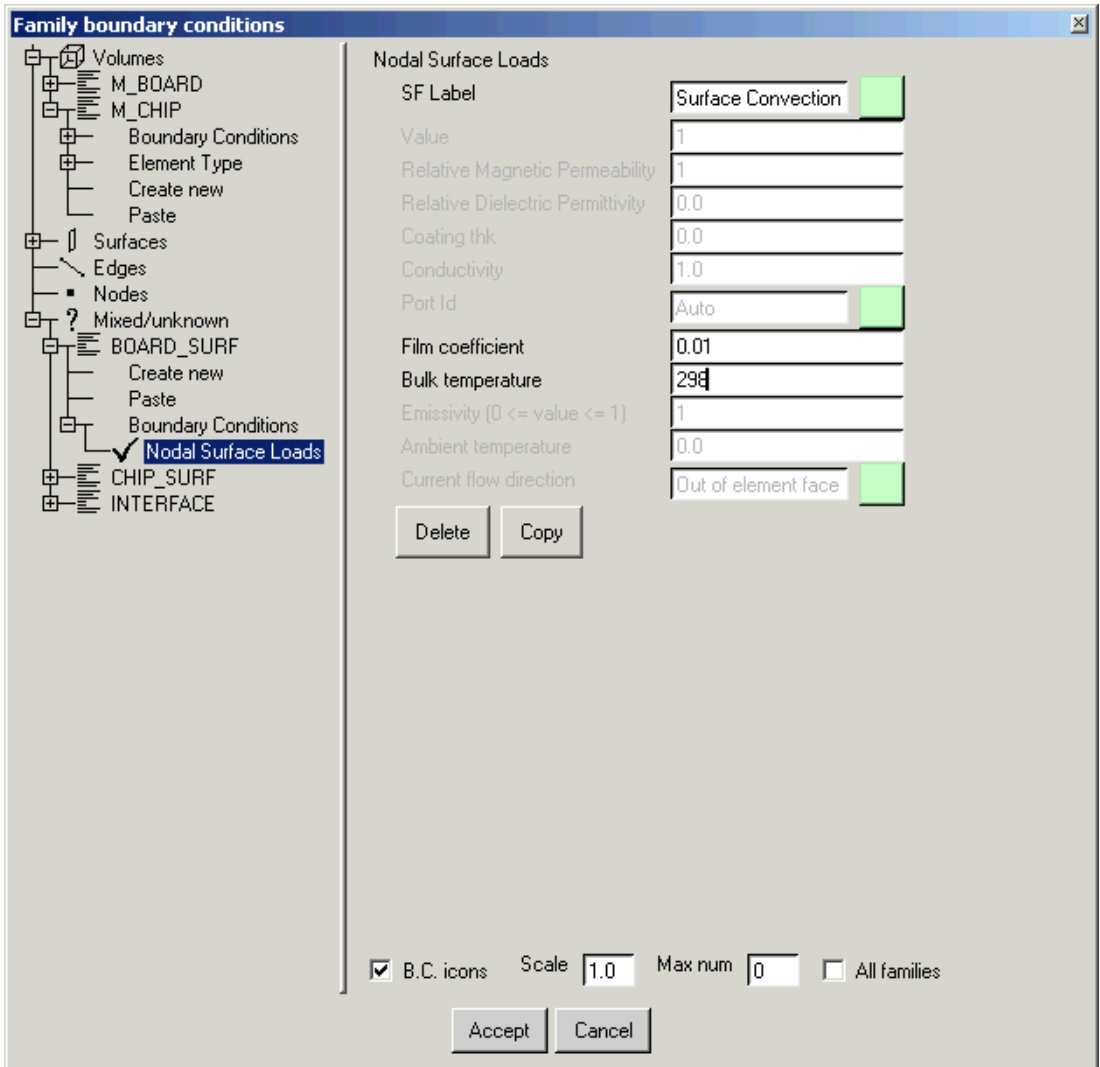 Family boundary conditions
Volumes
M_BOARD
M_CHIP
Boundary Conditions
Element Type
Create new
Paste
Surfaces
Edges
Nodes
? Mixed/unknown
BOARD_SURF
Create new
Paste
Boundary Conditions
Nodal Surface Loads
CHIP_SURF
INTERFACE
Nodal Surface Loads
SF Label Surface Convection
Value 1
Relative Magnetic Permeability 1
Relative Dielectric Permittivity 0.0
Coating thk 0.0
Conductivity 1.0
Port Id Auto
Film coefficient 0.01
Bulk temperature 298
Emissivity (0 <= value <= 1) 1
Ambient temperature 0.0
Current flow direction Out of element face
Delete Copy
B.C. icons Scale 1.0 Max num 0 All families
Accept Cancel